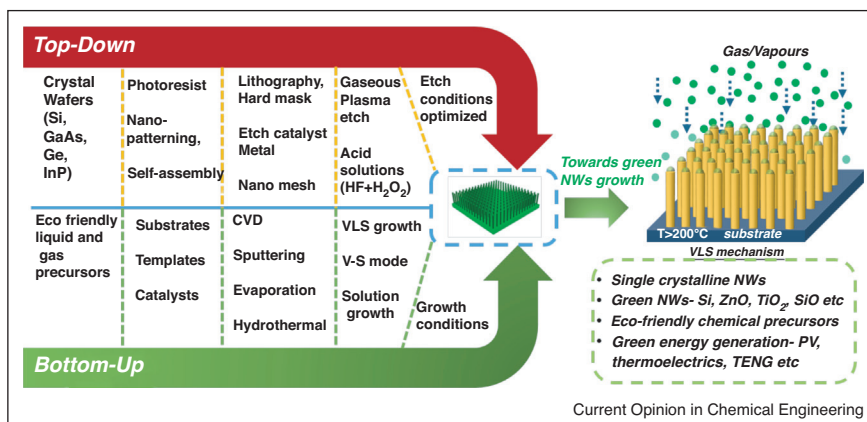 Top-Down
Crystal
Wafers
(Si,
GaAs,
Ge,
InP)
Photoresist
Nano-
patterning,
Self-assembly
Lithography,
Hard mask
Etch catalyst
Metal
Nano mesh
Gaseous
Plasma
etch
Acid
solutions
(HF+H₂O₂)
Etch
conditions
optimized
Eco friendly
liquid and
gas
precursors
Substrates
Templates
Catalysts
CVD
Sputtering
Evaporation
Hydrothermal
VLS growth
V-S mode
Solution
growth
Growth
conditions
Bottom-Up
Towards green
NWs growth
Gas/Vapours
T>200°C substrate
VLS mechanism
• Single crystalline NWs
• Green NWs- Si, ZnO, TiO₂, SiO etc
• Eco-friendly chemical precursors
• Green energy generation- PV,
thermoelectrics, TENG etc
Current Opinion in Chemical Engineering